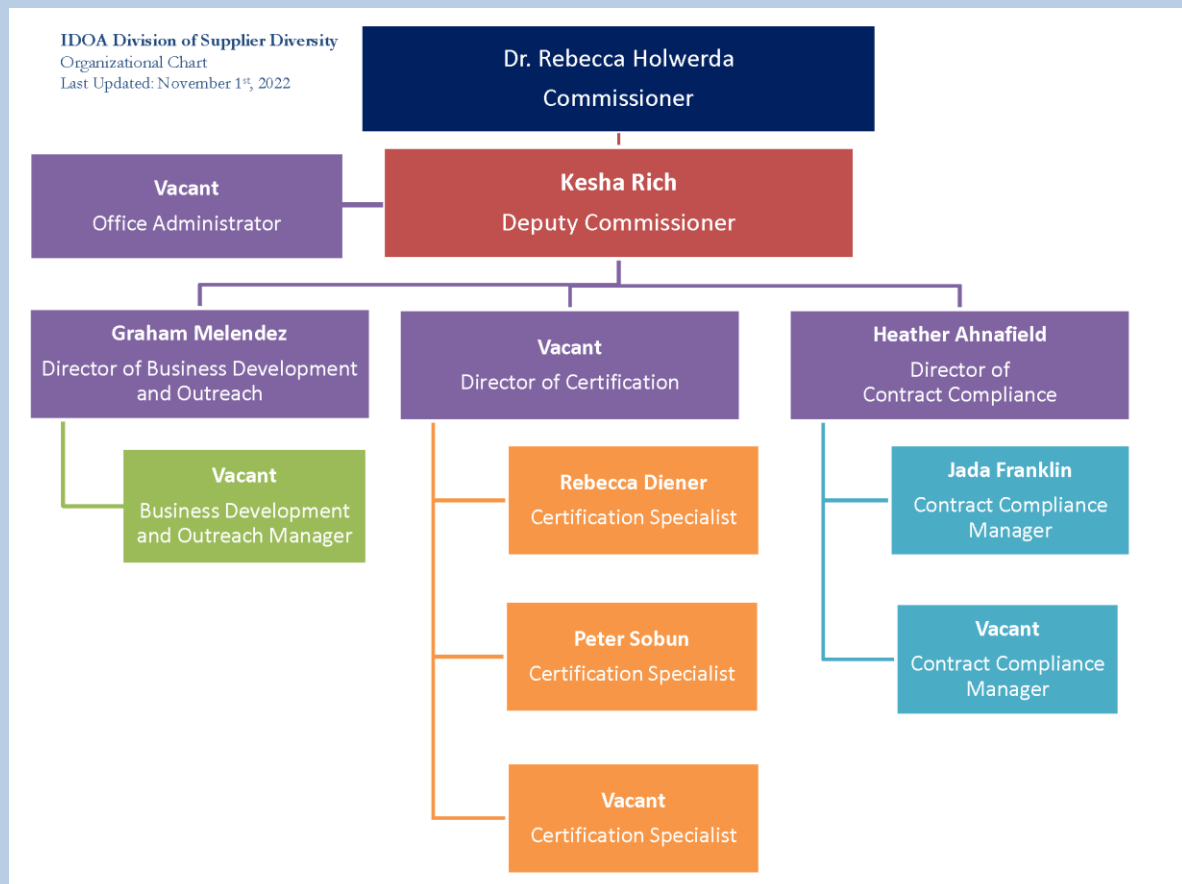 IDOA Division of Supplier Diversity
Organizational Chart
Last Updated: November 1st, 2022
Dr. Rebecca Holwerda
Commissioner
Vacant
Office Administrator
Kesha Rich
Deputy Commissioner
Graham Melendez
Director of Business Development
and Outreach
Vacant
Director of Certification
Heather Ahnafield
Director of
Contract Compliance
Vacant
Business Development
and Outreach Manager
Rebecca Diener
Certification Specialist
Jada Franklin
Contract Compliance
Manager
Peter Sobun
Certification Specialist
Vacant
Contract Compliance
Manager
Vacant
Certification Specialist